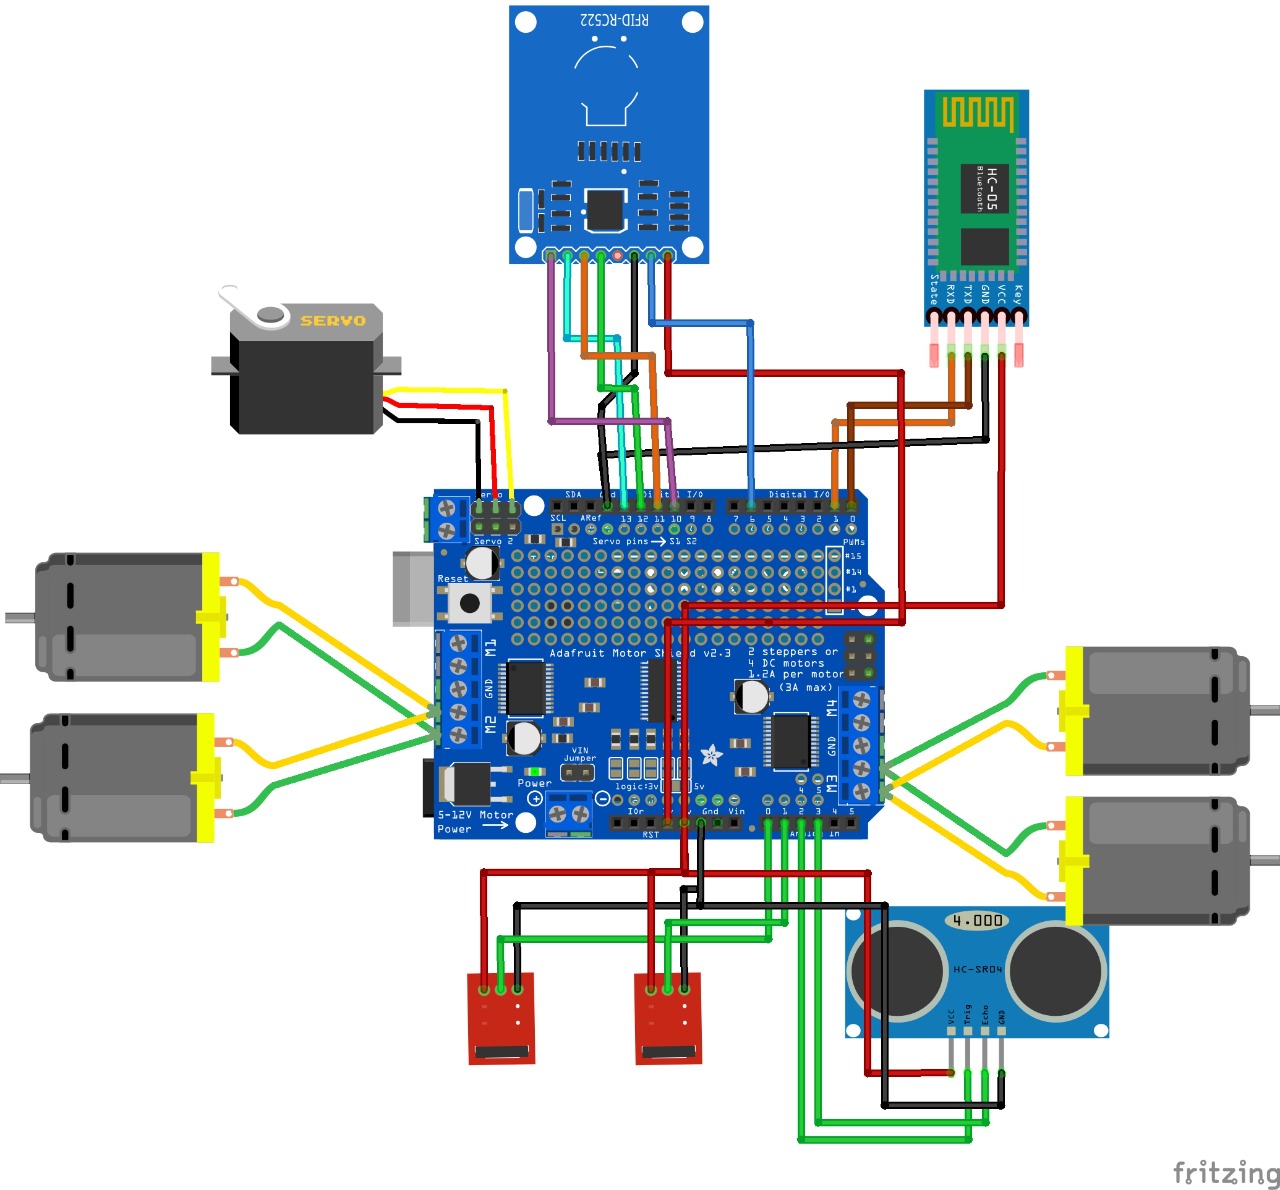 RFID-RC522
HC-05
Bluetooth
State
RXD
TXD
GND
VCC
Key
SERVO
Servo
SDA
Digital I/O
Digital I/O
SCL
ARef
13
12
11
10
9
8
7
6
5
4
3
2
1
0
Servo 2
Servo pins → S1 S2
PWMs
#15
#14
#1
Reset
Adafruit Motor Shield v2.3
2 steppers or
4 DC motors
1.2A per motor
(3A max)
M1
GND
M2
M4
GND
M3
VIN
Jumper
Power
logic:3v
5v
5-12V Motor
Power →
+
-
IOr
RST
Gnd
Vin
4 5
0 1 2 3 4 5
Analog In
4.000
HC-SR04
VCC
Trig
Echo
GND
fritzing